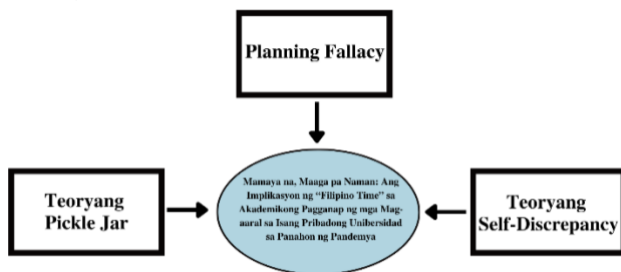 Planning Fallacy
Mamaya na, Maaga pa Naman: Ang
Implikasyon ng "Filipino Time" sa
Akademikong Pagganap ng mga Mag-
aaral sa Isang Pribadong Unibersidad
sa Panahon ng Pandemya
Teoryang
Pickle Jar
Teoryang
Self-Discrepancy